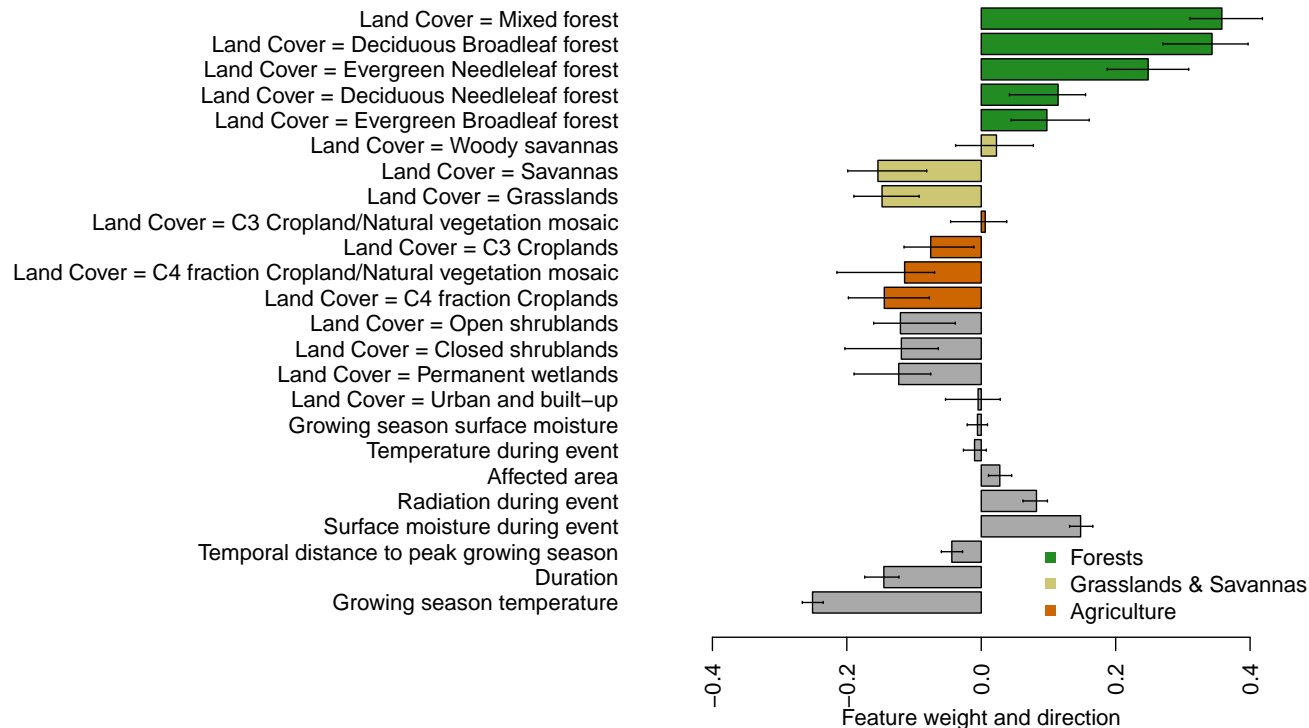 Land Cover = Mixed forest
Land Cover = Deciduous Broadleaf forest
Land Cover = Evergreen Needleleaf forest
Land Cover = Deciduous Needleleaf forest
Land Cover = Evergreen Broadleaf forest
Land Cover = Woody savannas
Land Cover = Savannas
Land Cover = Grasslands
Land Cover = C3 Cropland/Natural vegetation mosaic
Land Cover = C3 Croplands
Land Cover = C4 fraction Cropland/Natural vegetation mosaic
Land Cover = C4 fraction Croplands
Land Cover = Open shrublands
Land Cover = Closed shrublands
Land Cover = Permanent wetlands
Land Cover = Urban and built−up
Growing season surface moisture
Temperature during event
Affected area
Radiation during event
Surface moisture during event
Temporal distance to peak growing season
Duration
Growing season temperature
Forests
Grasslands & Savannas
Agriculture
−0.4
−0.2
0.0
0.2
0.4
Feature weight and direction